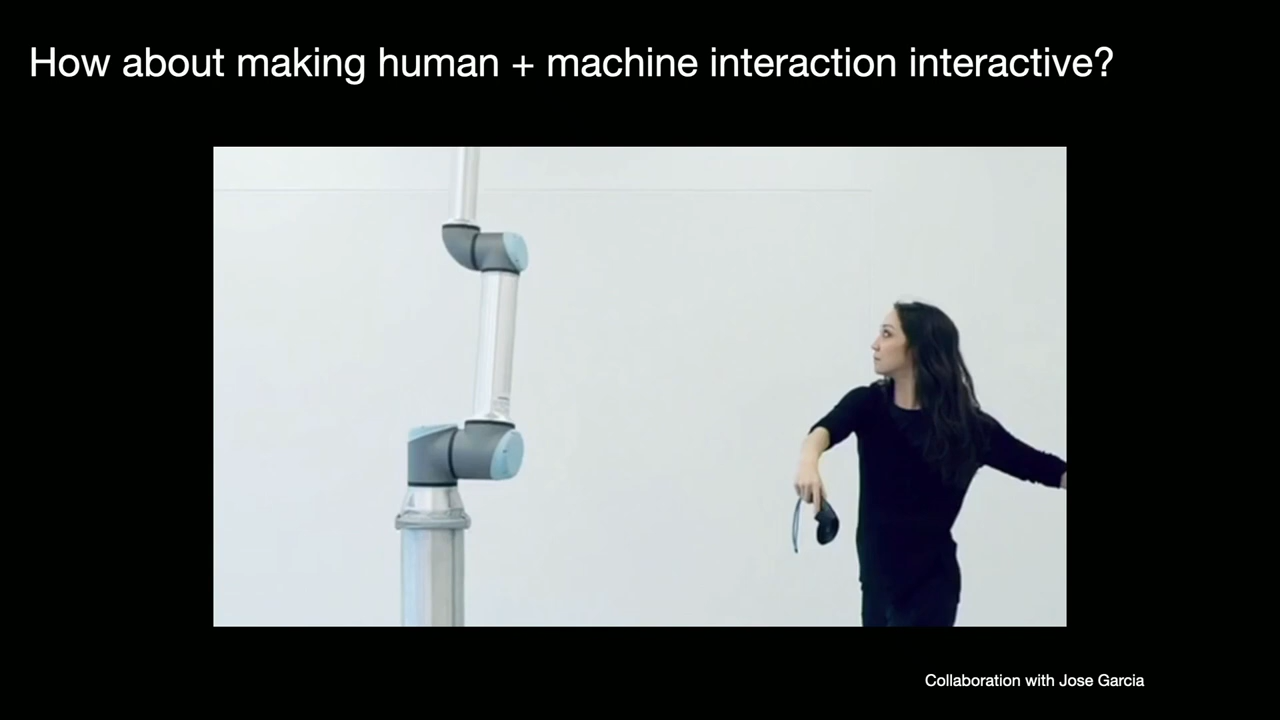 How about making human + machine interaction interactive?
Collaboration with Jose Garcia